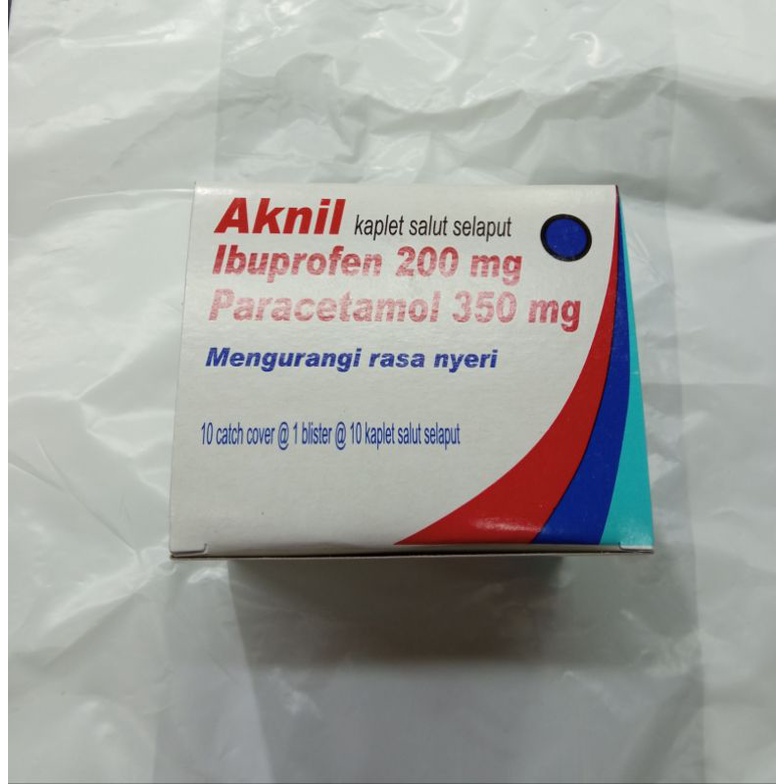 Aknil kaplet salut selaput
Ibuprofen 200 mg
Paracetamol 350 mg
Mengurangi rasa nyeri
10 catch cover @ 1 blister @ 10 kaplet salut selaput